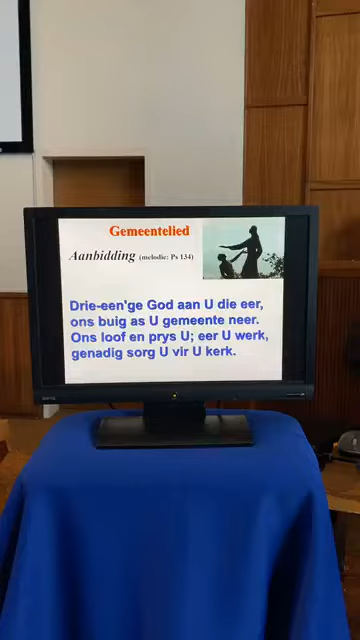 Gemeentelied
Aanbidding (melodie: Ps 134)
Drie-een'ge God aan U die eer,
ons buig as U gemeente neer.
Ons loof en prys U; eer U werk,
genadig sorg U vir U kerk.
BenQ